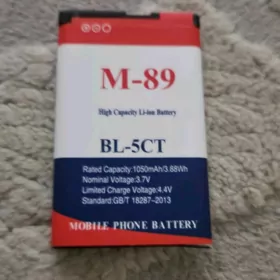 M-89
High Capacity Li-ion Battery
BL-5CT
Rated Capacity:1050mAh/3.88Wh
Nominal Voltage:3.7V
Limited Charge Voltage:4.4V
Standard:GB/T 18287-2013
MOBILE PHONE BATTERY